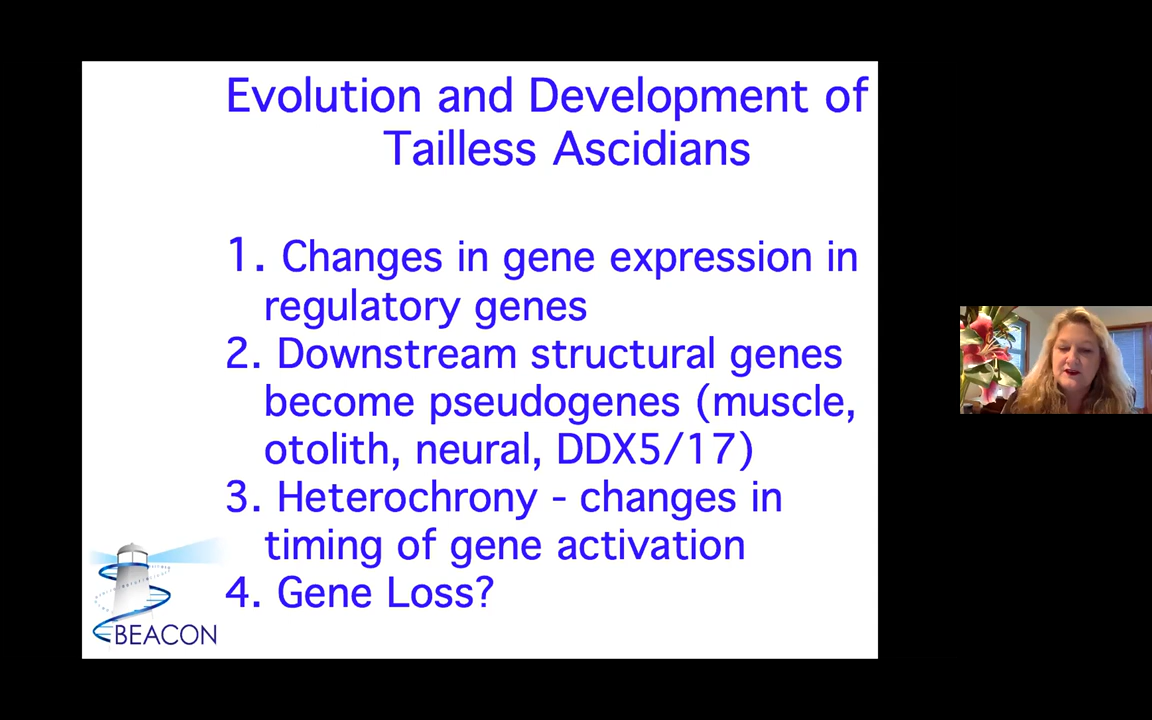 Evolution and Development of
Tailless Ascidians
1. Changes in gene expression in
regulatory genes
2. Downstream structural genes
become pseudogenes (muscle,
otolith, neural, DDX5/17)
3. Heterochrony - changes in
timing of gene activation
4. Gene Loss?
BEACON